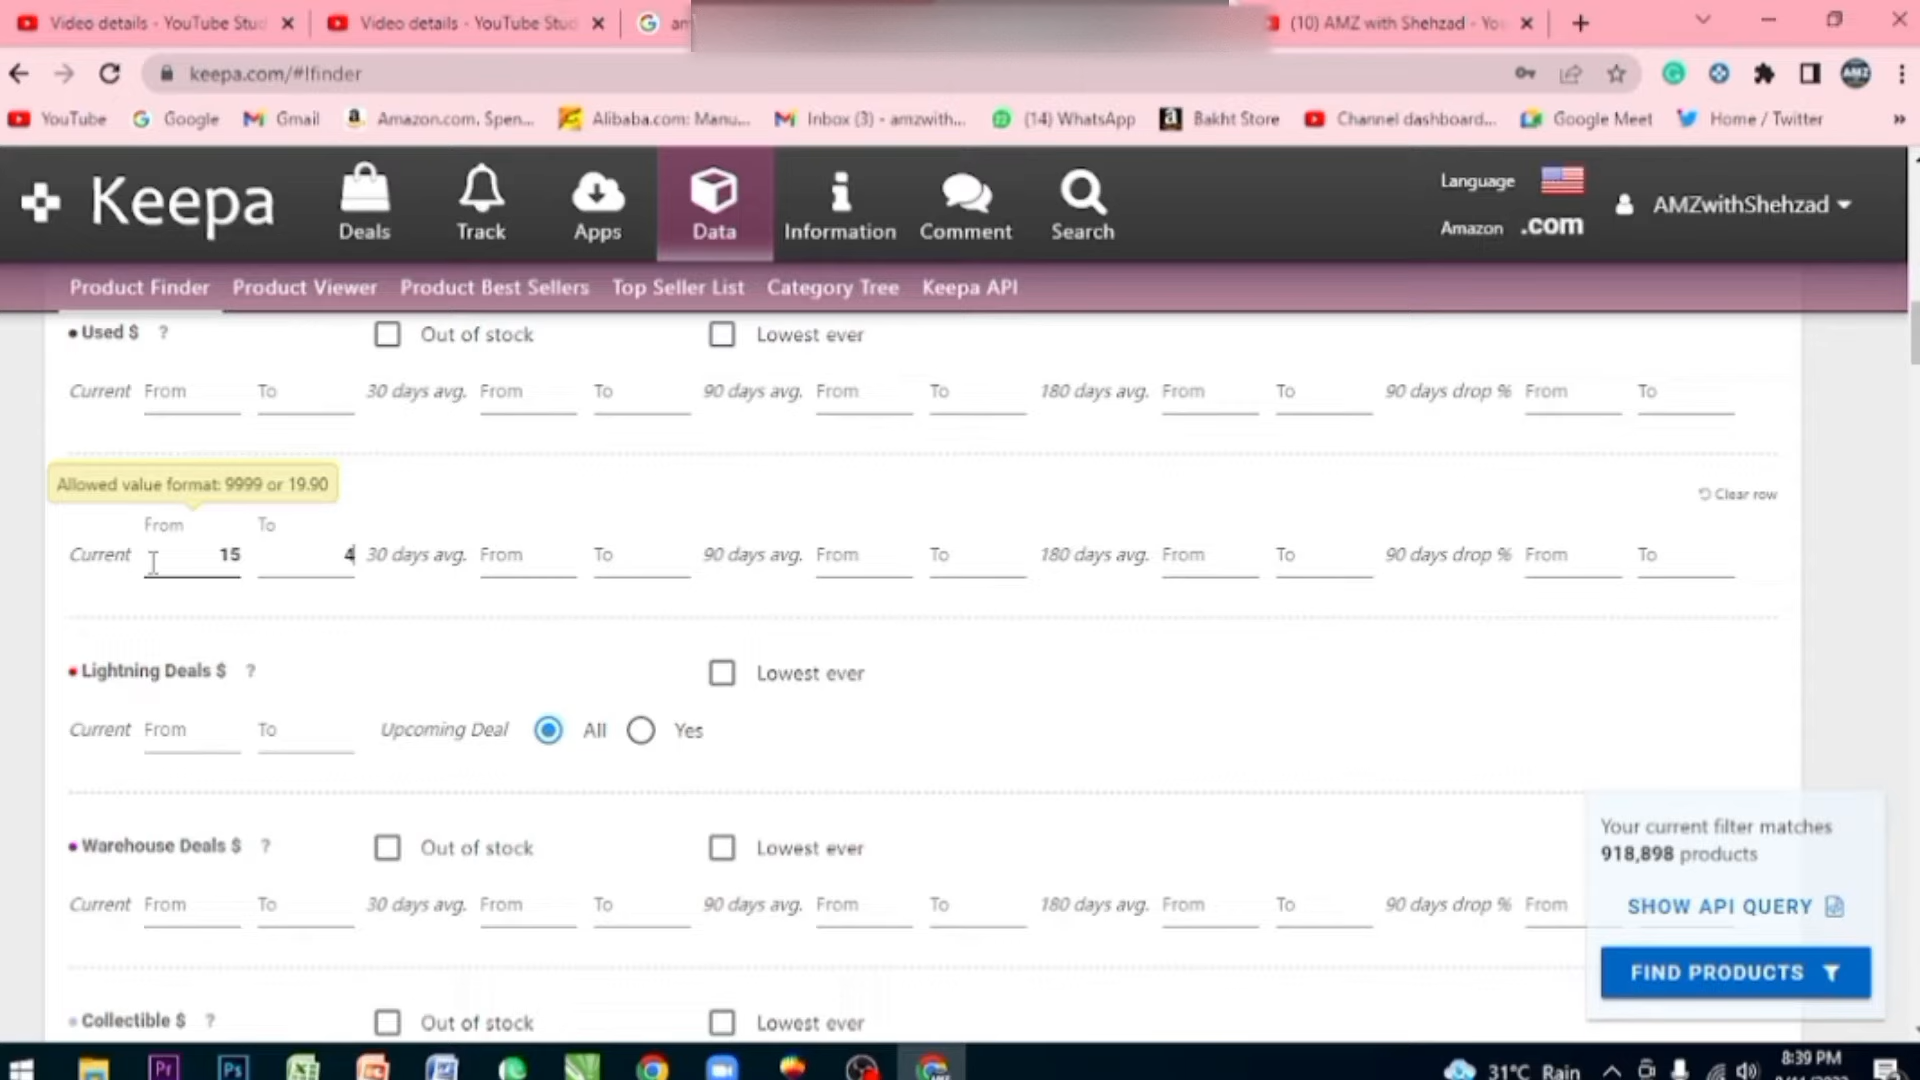 Video details - YouTube Stud
Video details - YouTube Stud
am
(10) AMZ with Shehzad - You
keepa.com/#!finder
YouTube
Google
Gmail
Amazon.com. Spen...
Alibaba.com: Manu...
Inbox (3) - amzwith...
(14) WhatsApp
Bakht Store
Channel dashboard...
Google Meet
Home / Twitter
»
Keepa
Deals
Track
Apps
Data
Information
Comment
Search
Language
Amazon .com
AMZwithShehzad
Product Finder Product Viewer Product Best Sellers Top Seller List Category Tree Keepa API
• Used $ ? Out of stock Lowest ever
Current From To 30 days avg. From To 90 days avg. From To 180 days avg. From To 90 days drop % From To
Allowed value format: 9999 or 19.90
Clear row
From To
Current 15 4 30 days avg. From To 90 days avg. From To 180 days avg. From To 90 days drop % From To
• Lightning Deals $ ? Lowest ever
Current From To Upcoming Deal All Yes
• Warehouse Deals $ ? Out of stock Lowest ever
Current From To 30 days avg. From To 90 days avg. From To 180 days avg. From To 90 days drop % From
Your current filter matches
918,898 products
SHOW API QUERY
FIND PRODUCTS
• Collectible $ ? Out of stock Lowest ever
Pr
Ps
31°C Rain
8:39 PM